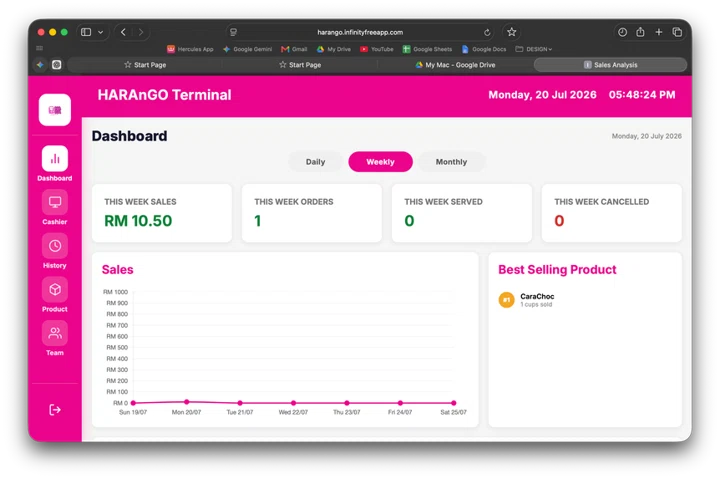 harango.infinityfreeapp.com
Hercules App
Google Gemini
Gmail
My Drive
YouTube
Google Sheets
Google Docs
DESIGN
Start Page
Start Page
My Mac - Google Drive
Sales Analysis
HARAnGO Terminal
Monday, 20 Jul 2026 05:48:24 PM
Dashboard
Cashier
History
Product
Team
Dashboard
Monday, 20 July 2026
Daily
Weekly
Monthly
THIS WEEK SALES
RM 10.50
THIS WEEK ORDERS
1
THIS WEEK SERVED
0
THIS WEEK CANCELLED
0
Sales
RM 1000
RM 900
RM 800
RM 700
RM 600
RM 500
RM 400
RM 300
RM 200
RM 100
RM 0
Sun 19/07
Mon 20/07
Tue 21/07
Wed 22/07
Thu 23/07
Fri 24/07
Sat 25/07
Best Selling Product
#1
CaraChoc
1 cups sold